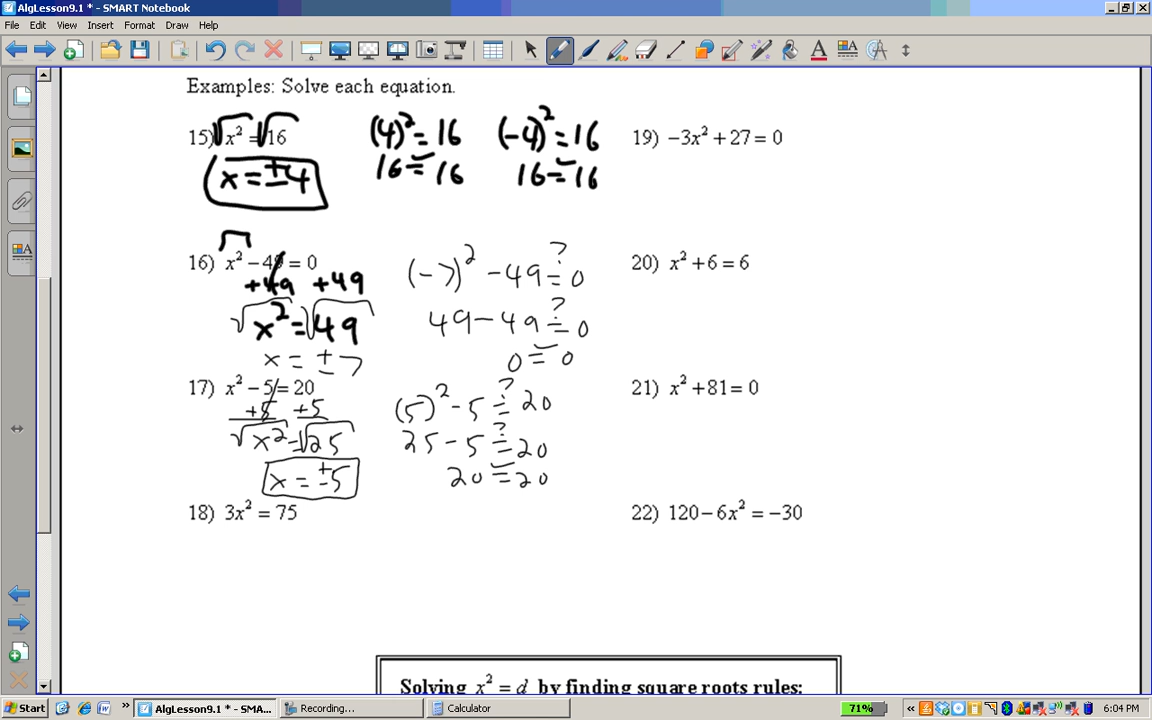 AlgLesson9.1 * - SMART Notebook
File Edit View Insert Format Draw Help
Examples: Solve each equation.
15) √x² = √16
x = ±4
(4)² = 16
16 = 16
(-4)² = 16
16 = 16
16) x² - 49 = 0
+49 +49
√x² = √49
x = ±7
(-7)² - 49 ≟ 0
49 - 49 ≟ 0
0 = 0
17) x² - 5 = 20
+5 +5
√x² = √25
x = ±5
(5)² - 5 ≟ 20
25 - 5 ≟ 20
20 = 20
18) 3x² = 75
19) -3x² + 27 = 0
20) x² + 6 = 6
21) x² + 81 = 0
22) 120 - 6x² = -30
Solving x² = d by finding square roots rules:
Start
AlgLesson9.1 * - SMA...
Recording...
Calculator
71%
6:04 PM